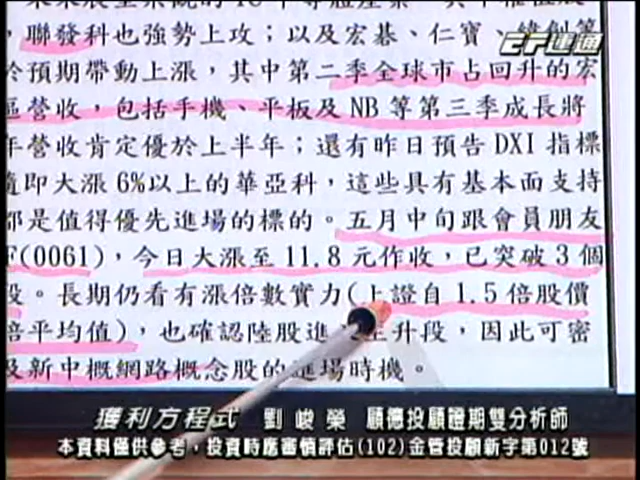 ，聯發科也強勢上攻；以及宏碁、仁寶、緯創等
EF建通
於預期帶動上漲，其中第二季全球市占回升的宏
區營收，包括手機、平板及NB等第三季成長將
年營收肯定優於上半年；還有昨日預告DXI指標
隨即大漲6%以上的華亞科，這些具有基本面支持
都是值得優先進場的標的。五月中旬跟會員朋友
F(0061)，今日大漲至11.8元作收，已突破3個
段。長期仍看有漲倍數實力(上證自1.5倍股價
倍平均值)，也確認陸股進 升段，因此可密
及新中概網路概念股的進場時機。
獲利方程式 劉峻榮 顧德投顧證期雙分析師
本資料僅供參考，投資時應審慎評估(102)金管投顧新字第012號